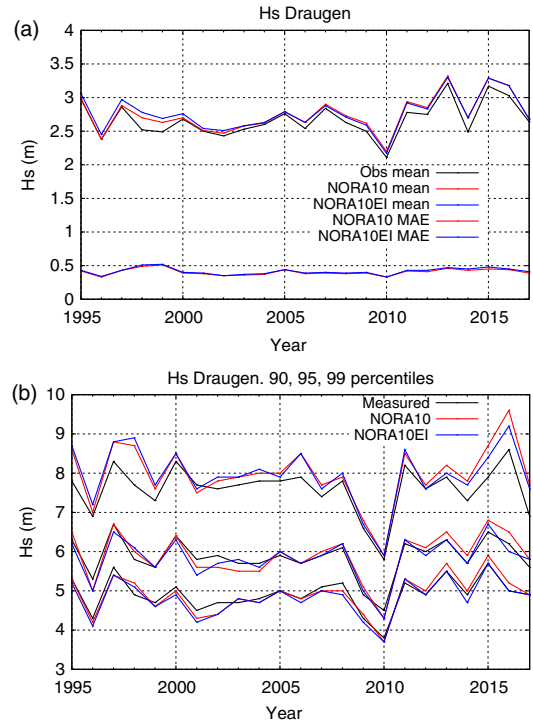 (a)
Hs Draugen
4
3.5
3
2.5
2
1.5
1
0.5
0
Hs (m)
Obs mean
NORA10 mean
NORA10EI mean
NORA10 MAE
NORA10EI MAE
1995 2000 2005 2010 2015
Year
(b)
Hs Draugen. 90, 95, 99 percentiles
10
9
8
7
6
5
4
3
Hs (m)
Measured
NORA10
NORA10EI
1995 2000 2005 2010 2015
Year